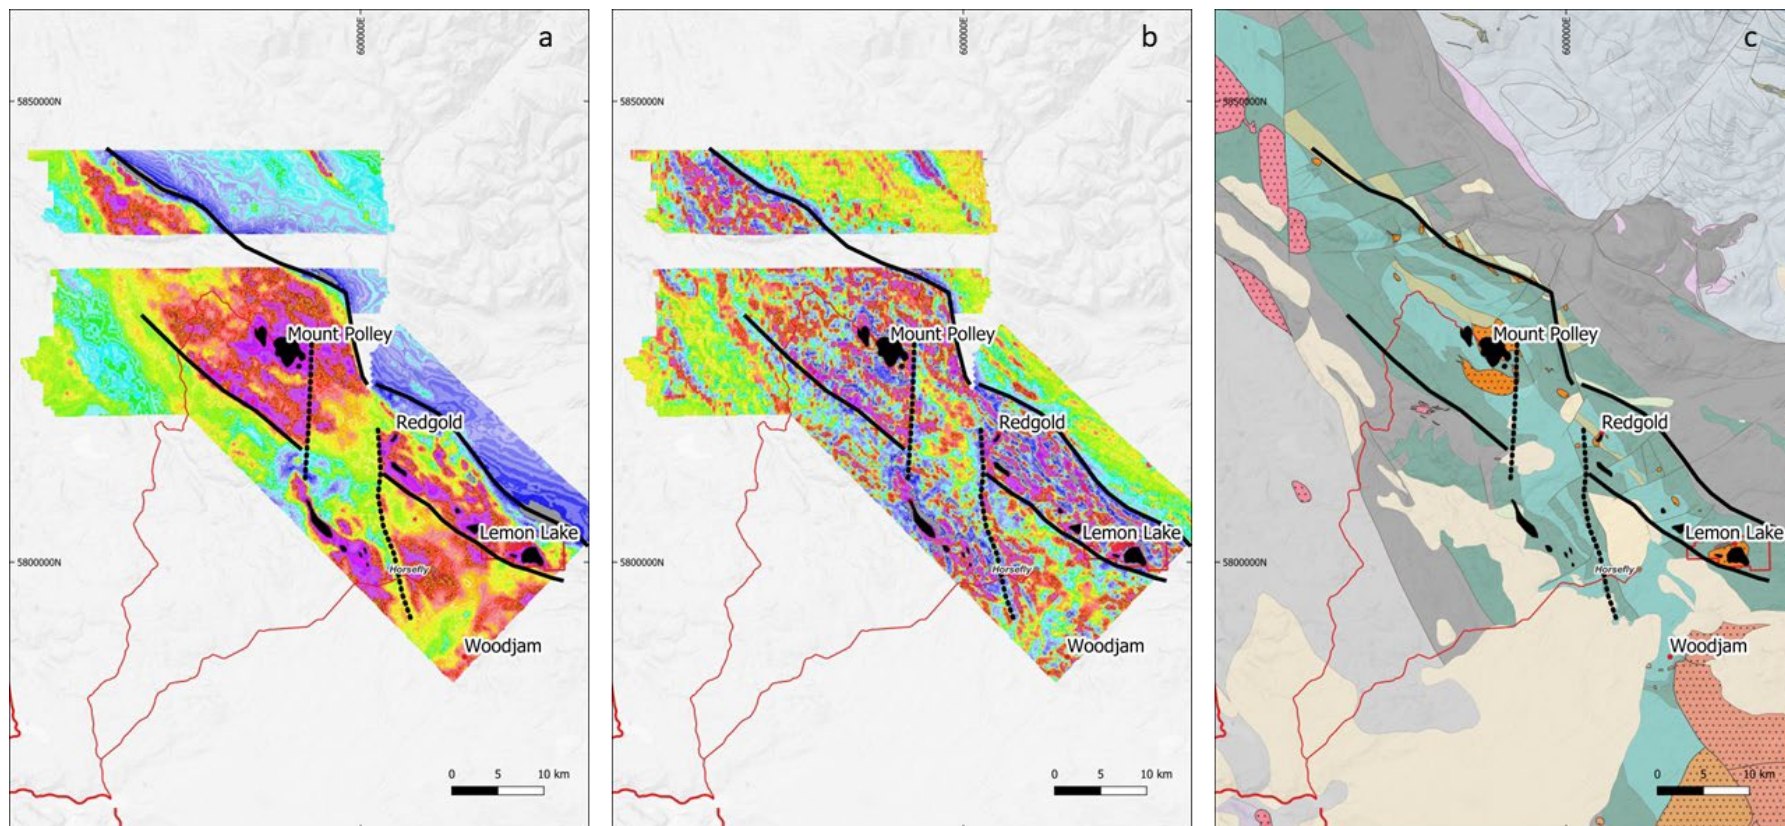 a
600000E
5850000N
Mount Polley
Redgold
Lemon Lake
Horsefly
5800000N
Woodjam
0 5 10 km
b
600000E
5850000N
Mount Polley
Redgold
Lemon Lake
Horsefly
5800000N
Woodjam
0 5 10 km
c
600000E
5850000N
Mount Polley
Redgold
Lemon Lake
Horsefly
5800000N
Woodjam
0 5 10 km